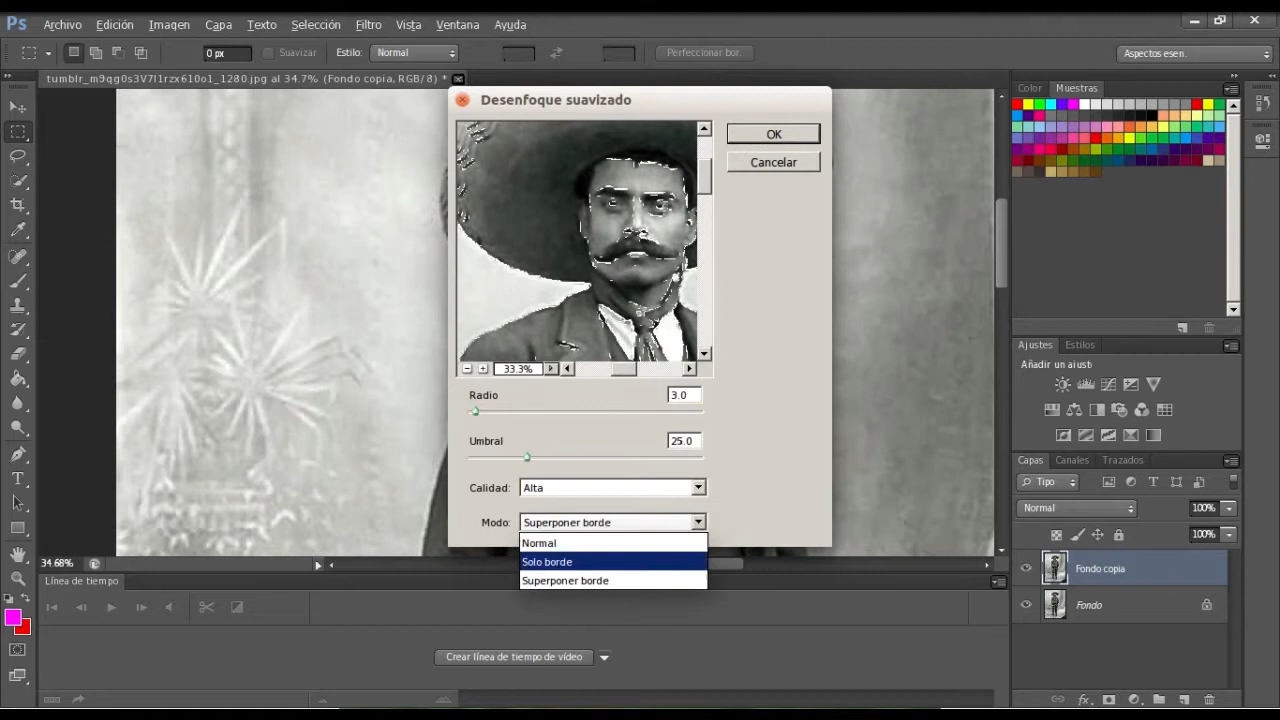 Ps Archivo Edición Imagen Capa Texto Selección Filtro Vista Ventana Ayuda
0 px Suavizar Estilo: Normal Perfeccionar bor. Aspectos esen.
tumblr_m9qg0s3V7l1rzx610o1_1280.jpg al 34.7% (Fondo copia, RGB/8) *
Desenfoque suavizado
OK
Cancelar
33.3%
Radio 3.0
Umbral 25.0
Calidad: Alta
Modo: Superponer borde
Normal
Solo borde
Superponer borde
34.68%
Línea de tiempo
Crear línea de tiempo de vídeo
Color Muestras
Ajustes Estilos
Añadir un ajust
Capas Canales Trazados
Tipo
Normal 100%
100%
Fondo copia
Fondo